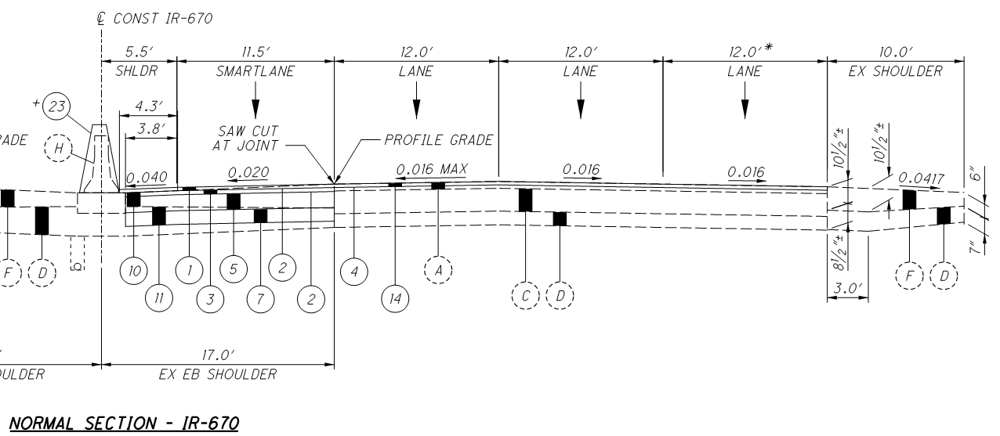 ℄ CONST IR-670
5.5' 11.5' 12.0' 12.0' 12.0'* 10.0'
SHLDR SMARTLANE LANE LANE LANE EX SHOULDER
+ 23
4.3'
3.8'
SAW CUT
AT JOINT
PROFILE GRADE
ADE
H
0.040 0.020 0.016 MAX 0.016 0.016 0.0417
10½"± 10½"± 6"
8½"± 7"
F D 10 1 5 2 4 A F D
11 3 7 2 14 C D
3.0'
17.0'
OULDER EX EB SHOULDER
NORMAL SECTION - IR-670